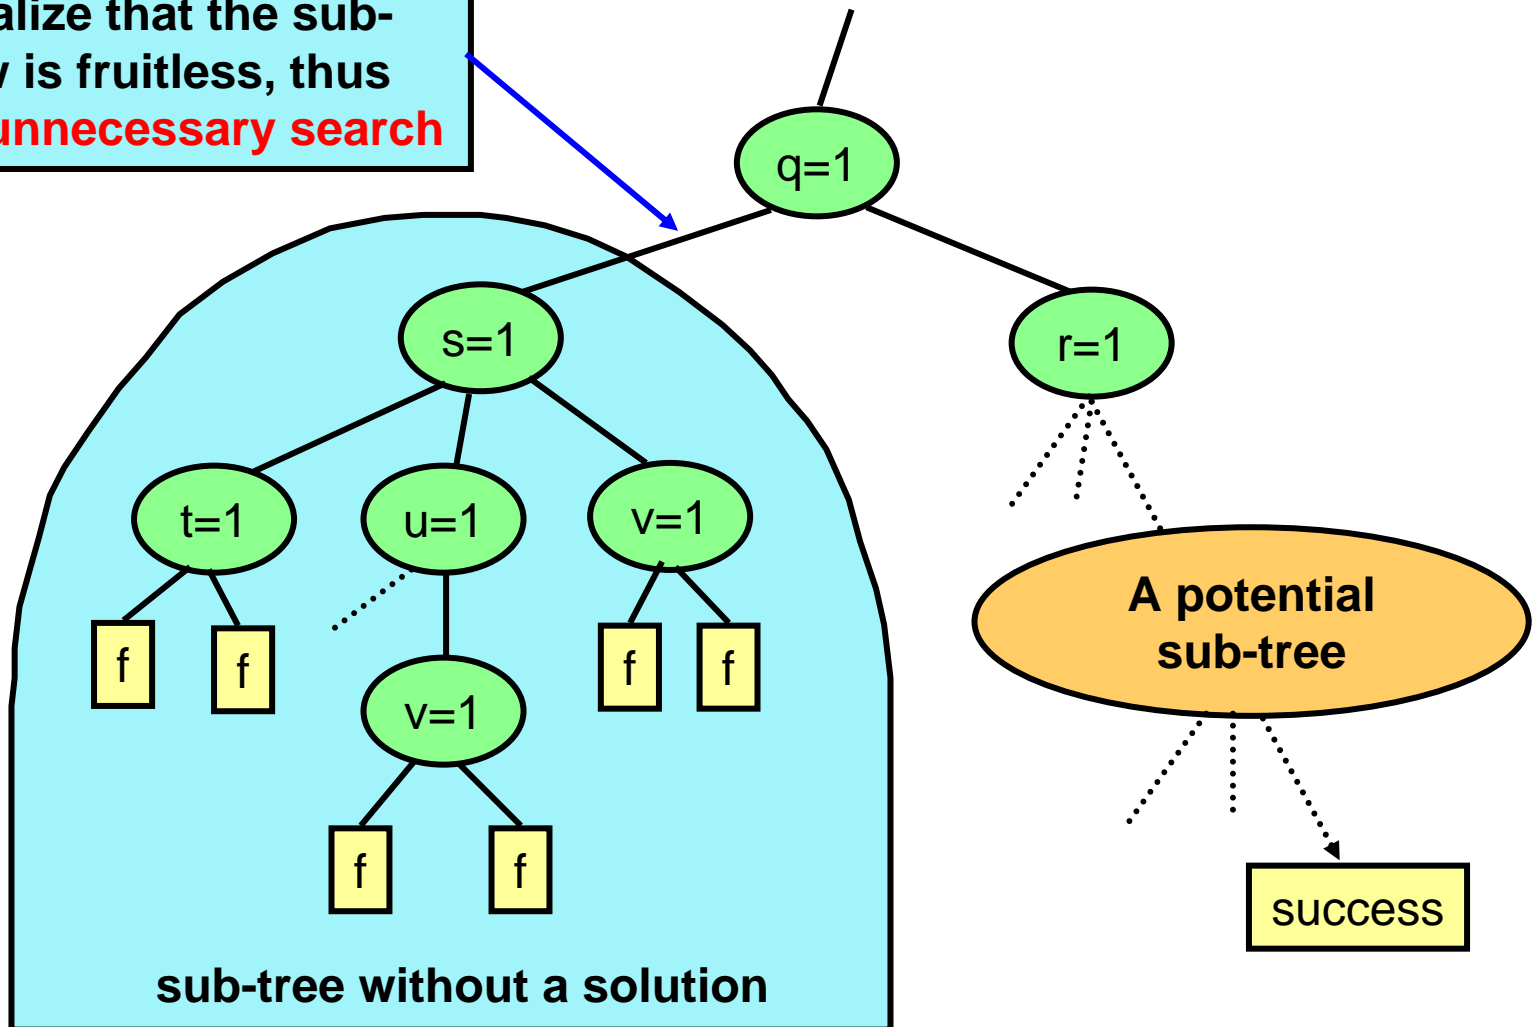 that the sub-
is fruitless, thus
unnecessary search
q=1
s=1
r=1
t=1
u=1
v=1
f
f
f
f
v=1
f
f
A potential
sub-tree
success
sub-tree without a solution